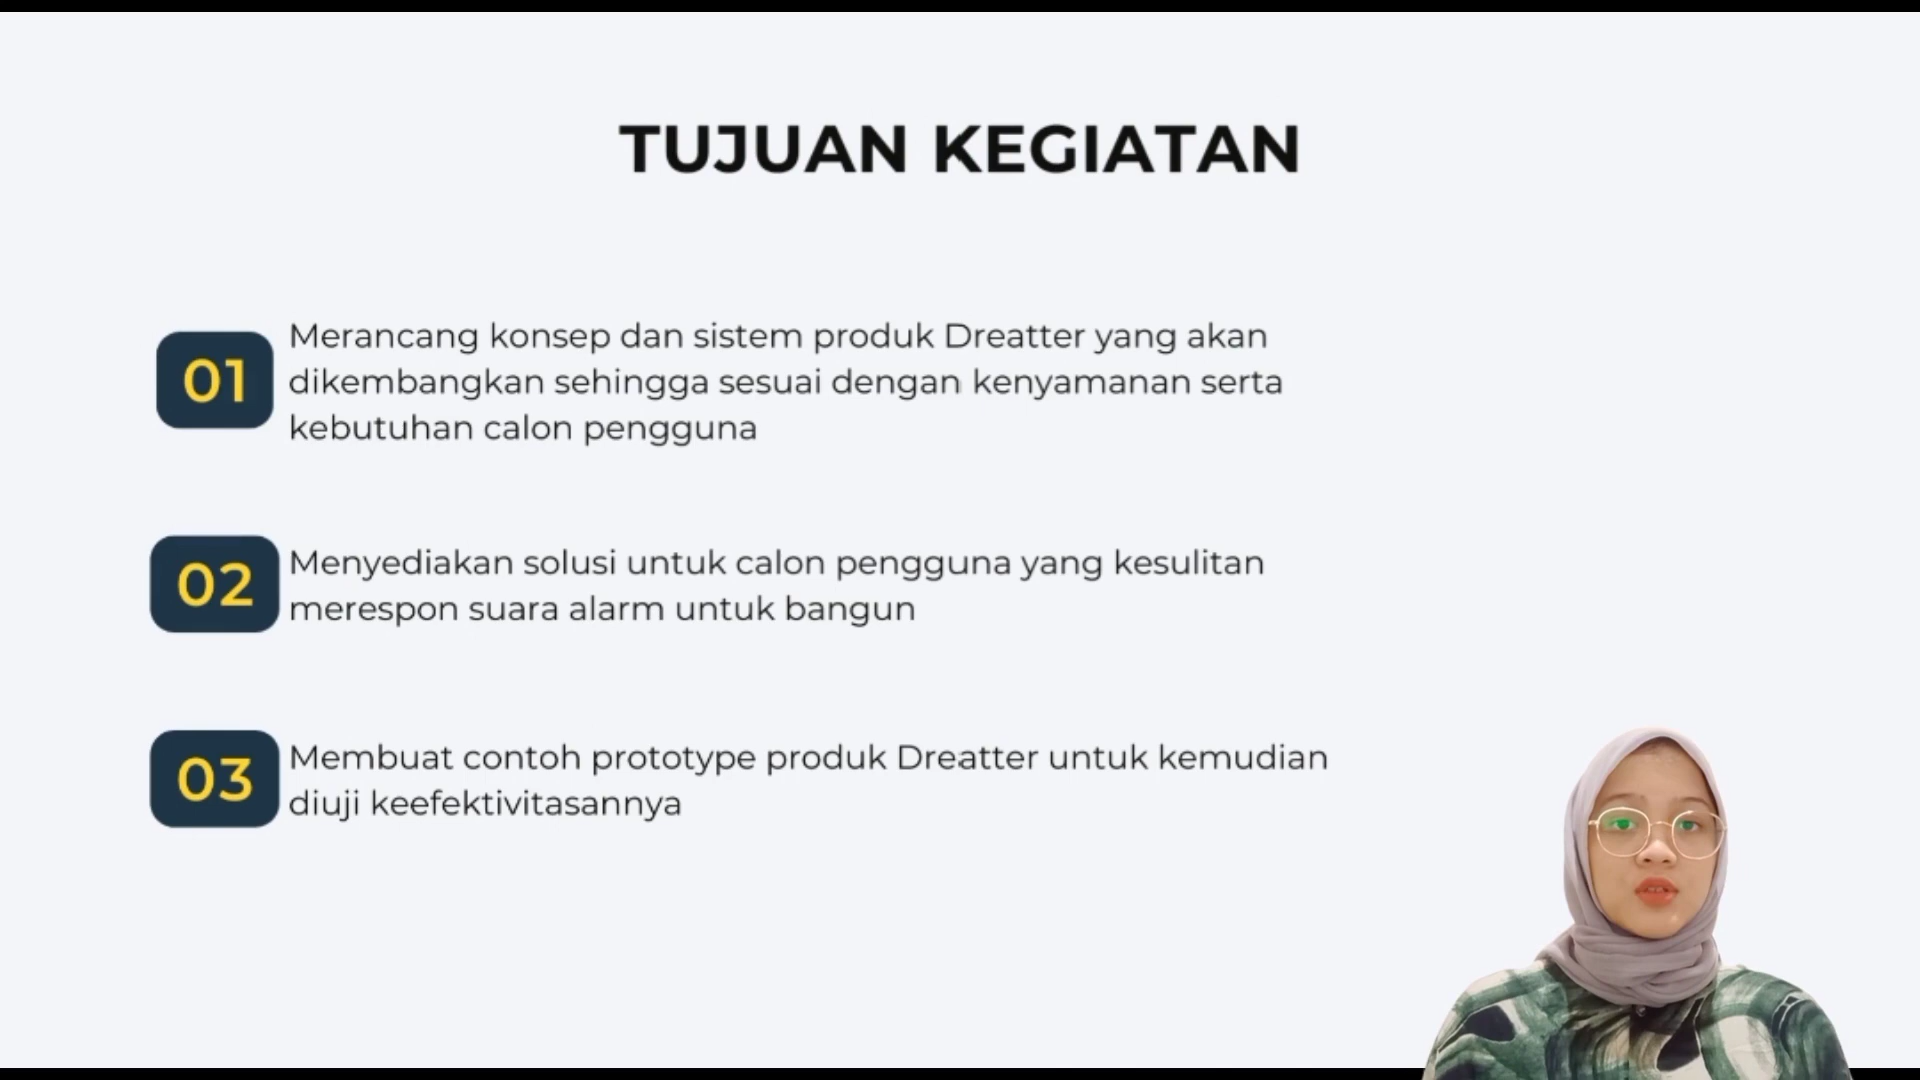 TUJUAN KEGIATAN
01
Merancang konsep dan sistem produk Dreatter yang akan
dikembangkan sehingga sesuai dengan kenyamanan serta
kebutuhan calon pengguna
02
Menyediakan solusi untuk calon pengguna yang kesulitan
merespon suara alarm untuk bangun
03
Membuat contoh prototype produk Dreatter untuk kemudian
diuji keefektivitasannya